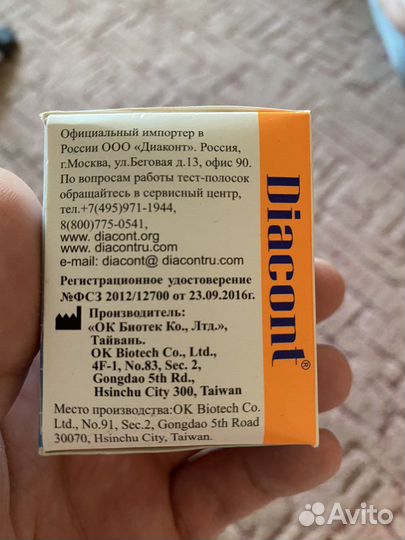 Официальный импортер в
России ООО «Диаконт». Россия,
г.Москва, ул.Беговая д.13, офис 90.
По вопросам работы тест-полосок
обращайтесь в сервисный центр,
тел.+7(495)971-1944,
8(800)775-0541,
www. diacont.org
www. diacontru.com
e-mail: diacont@ diacontru.com
Регистрационное удостоверение
№ФСЗ 2012/12700 от 23.09.2016г.
Производитель:
«ОК Биотек Ко., Лтд.»,
Тайвань.
OK Biotech Co., Ltd.,
4F-1, No.83, Sec. 2,
Gongdao 5th Rd.,
Hsinchu City 300, Taiwan
Место производства:OK Biotech Co.
Ltd., No.91, Sec.2, Gongdao 5th Road
30070, Hsinchu City, Taiwan.
Diacont®
Avito